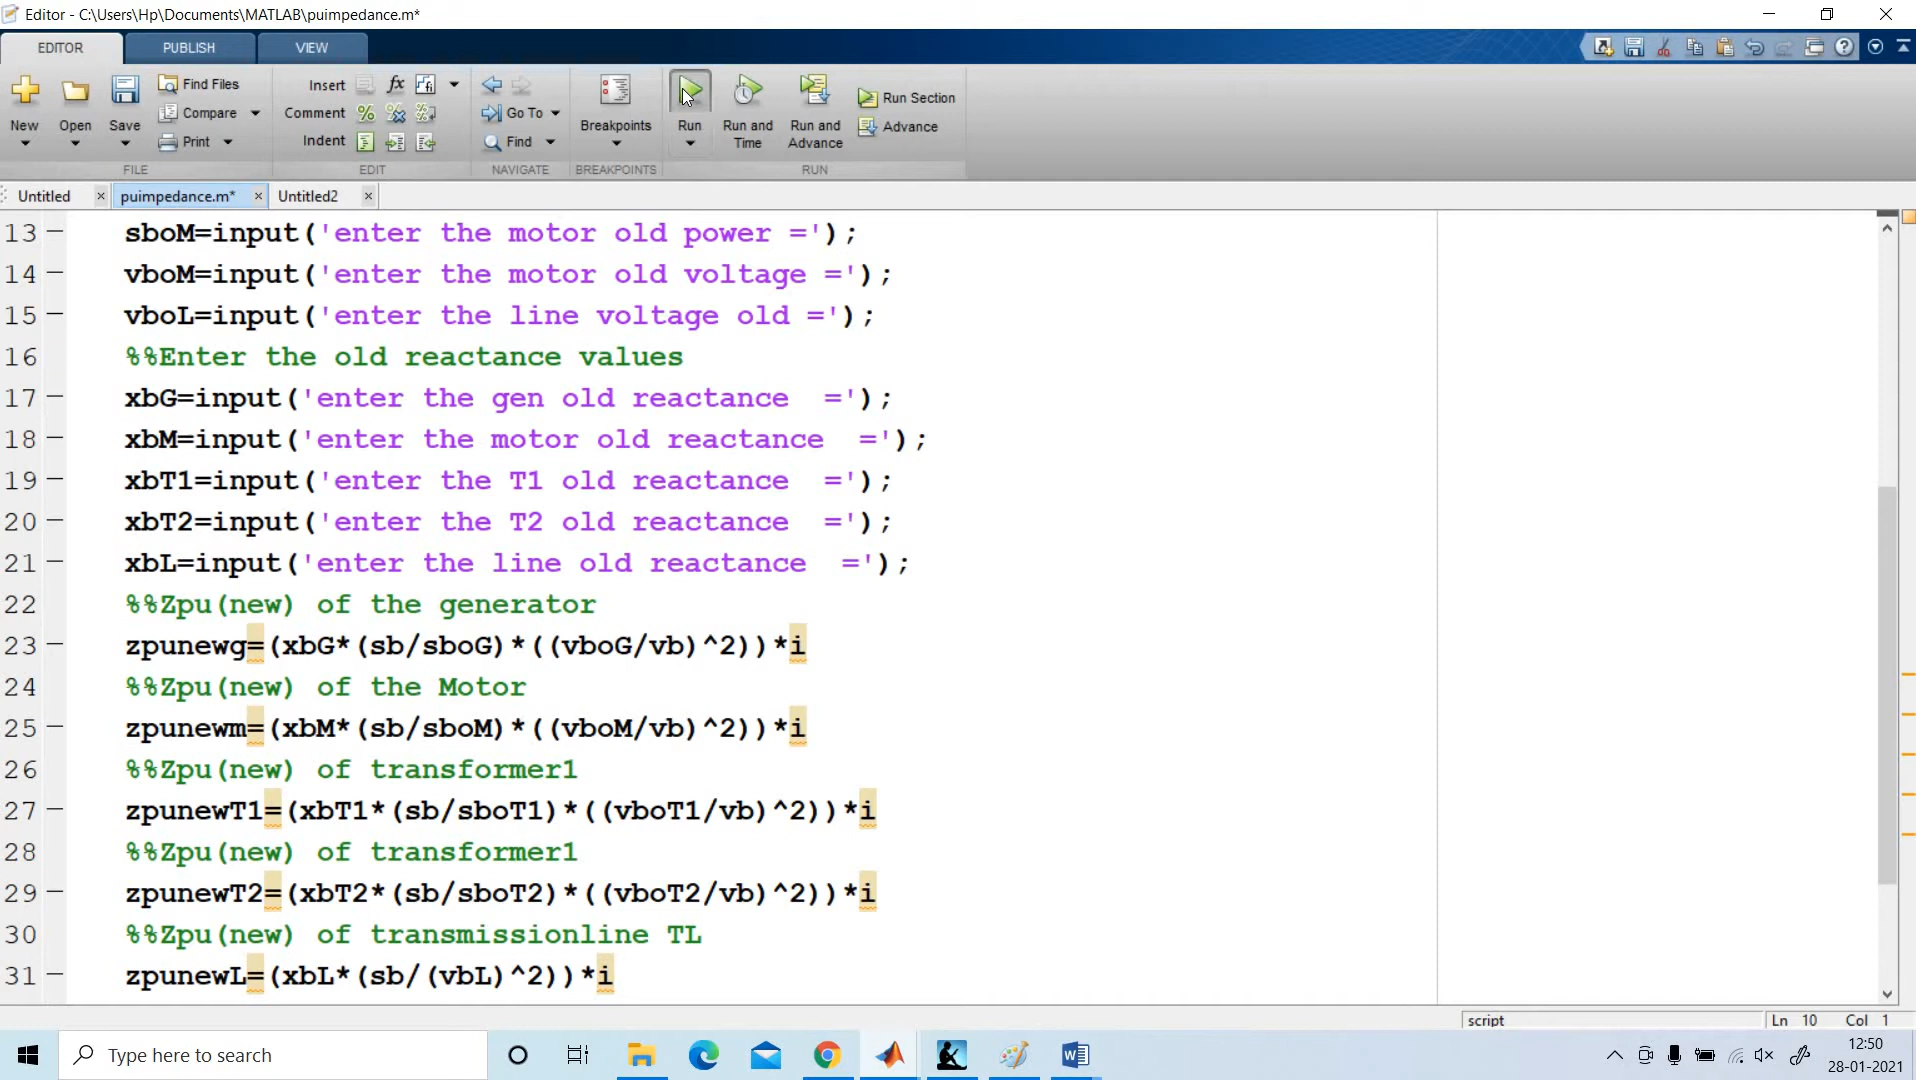 Editor - C:\Users\Hp\Documents\MATLAB\puimpedance.m*
EDITOR PUBLISH VIEW
New Open Save Find Files Compare Print
Insert fx Comment Indent
Go To Find
Breakpoints Run Run and Time Run and Advance Run Section Advance
FILE EDIT NAVIGATE BREAKPOINTS RUN
Untitled puimpedance.m* Untitled2
13 sboM=input('enter the motor old power =');
14 vboM=input('enter the motor old voltage =');
15 vboL=input('enter the line voltage old =');
16 %%Enter the old reactance values
17 xbG=input('enter the gen old reactance  =');
18 xbM=input('enter the motor old reactance  =');
19 xbT1=input('enter the T1 old reactance  =');
20 xbT2=input('enter the T2 old reactance  =');
21 xbL=input('enter the line old reactance  =');
22 %%Zpu(new) of the generator
23 zpunewg=(xbG*(sb/sboG)*((vboG/vb)^2))*i
24 %%Zpu(new) of the Motor
25 zpunewm=(xbM*(sb/sboM)*((vboM/vb)^2))*i
26 %%Zpu(new) of transformer1
27 zpunewT1=(xbT1*(sb/sboT1)*((vboT1/vb)^2))*i
28 %%Zpu(new) of transformer1
29 zpunewT2=(xbT2*(sb/sboT2)*((vboT2/vb)^2))*i
30 %%Zpu(new) of transmissionline TL
31 zpunewL=(xbL*(sb/(vbL)^2))*i
script Ln 10 Col 1
Type here to search
12:50
28-01-2021